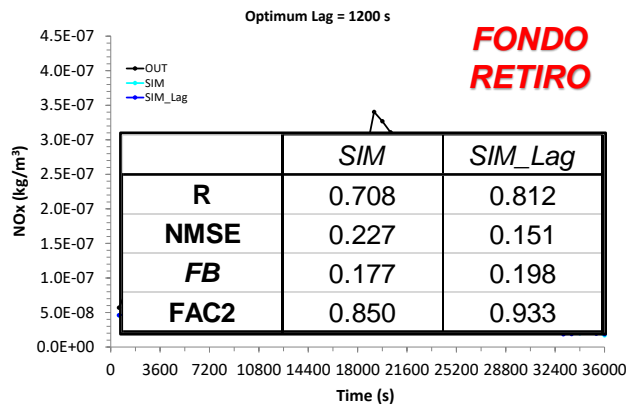 Optimum Lag = 1200 s
FONDO
RETIRO
OUT
SIM
SIM_Lag
NOx (kg/m³)
4.5E-07
4.0E-07
3.5E-07
3.0E-07
2.5E-07
2.0E-07
1.5E-07
1.0E-07
5.0E-08
0.0E+00
SIM SIM_Lag
R 0.708 0.812
NMSE 0.227 0.151
FB 0.177 0.198
FAC2 0.850 0.933
0 3600 7200 10800 14400 18000 21600 25200 28800 32400 36000
Time (s)